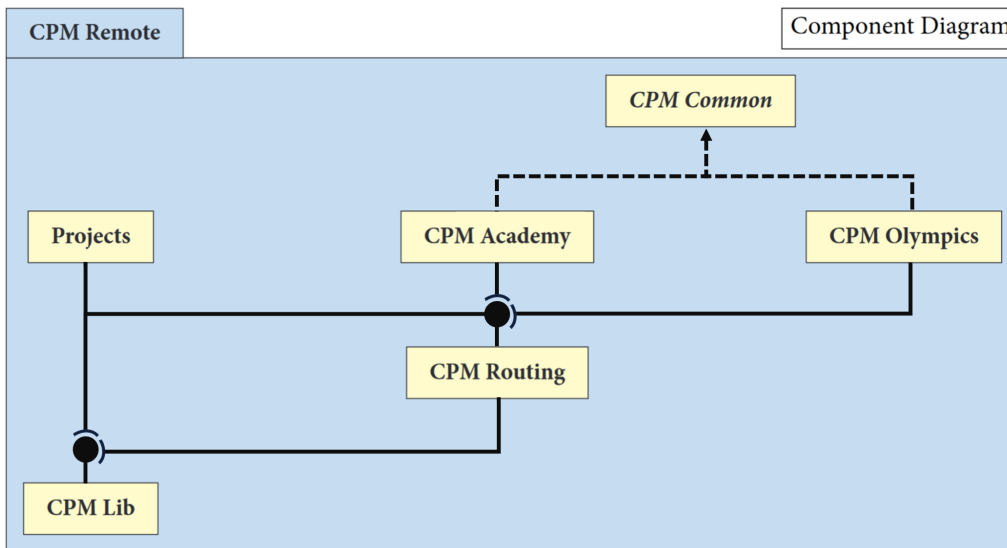 CPM Remote
Component Diagram
CPM Common
Projects
CPM Academy
CPM Olympics
CPM Routing
CPM Lib